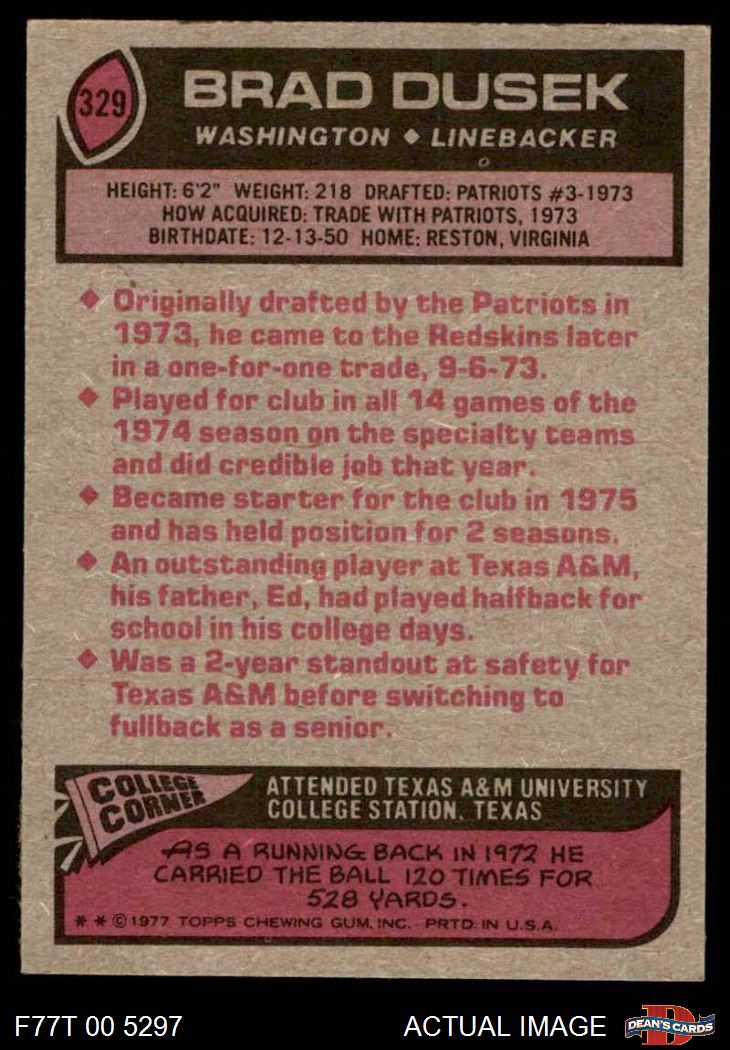 329
BRAD DUSEK
WASHINGTON ◆ LINEBACKER
HEIGHT: 6'2" WEIGHT: 218 DRAFTED: PATRIOTS #3-1973
HOW ACQUIRED: TRADE WITH PATRIOTS, 1973
BIRTHDATE: 12-13-50 HOME: RESTON, VIRGINIA
◆ Originally drafted by the Patriots in
1973, he came to the Redskins later
in a one-for-one trade, 9-6-73.
◆ Played for club in all 14 games of the
1974 season on the specialty teams
and did credible job that year.
◆ Became starter for the club in 1975
and has held position for 2 seasons.
◆ An outstanding player at Texas A&M,
his father, Ed, had played halfback for
school in his college days.
◆ Was a 2-year standout at safety for
Texas A&M before switching to
fullback as a senior.
COLLEGE
CORNER
ATTENDED TEXAS A&M UNIVERSITY
COLLEGE STATION, TEXAS
AS A RUNNING BACK IN 1972 HE
CARRIED THE BALL 120 TIMES FOR
528 YARDS.
* * © 1977 TOPPS CHEWING GUM, INC. PRTD. IN U.S.A.
F77T 00 5297
ACTUAL IMAGE
D
DEAN'S CARDS